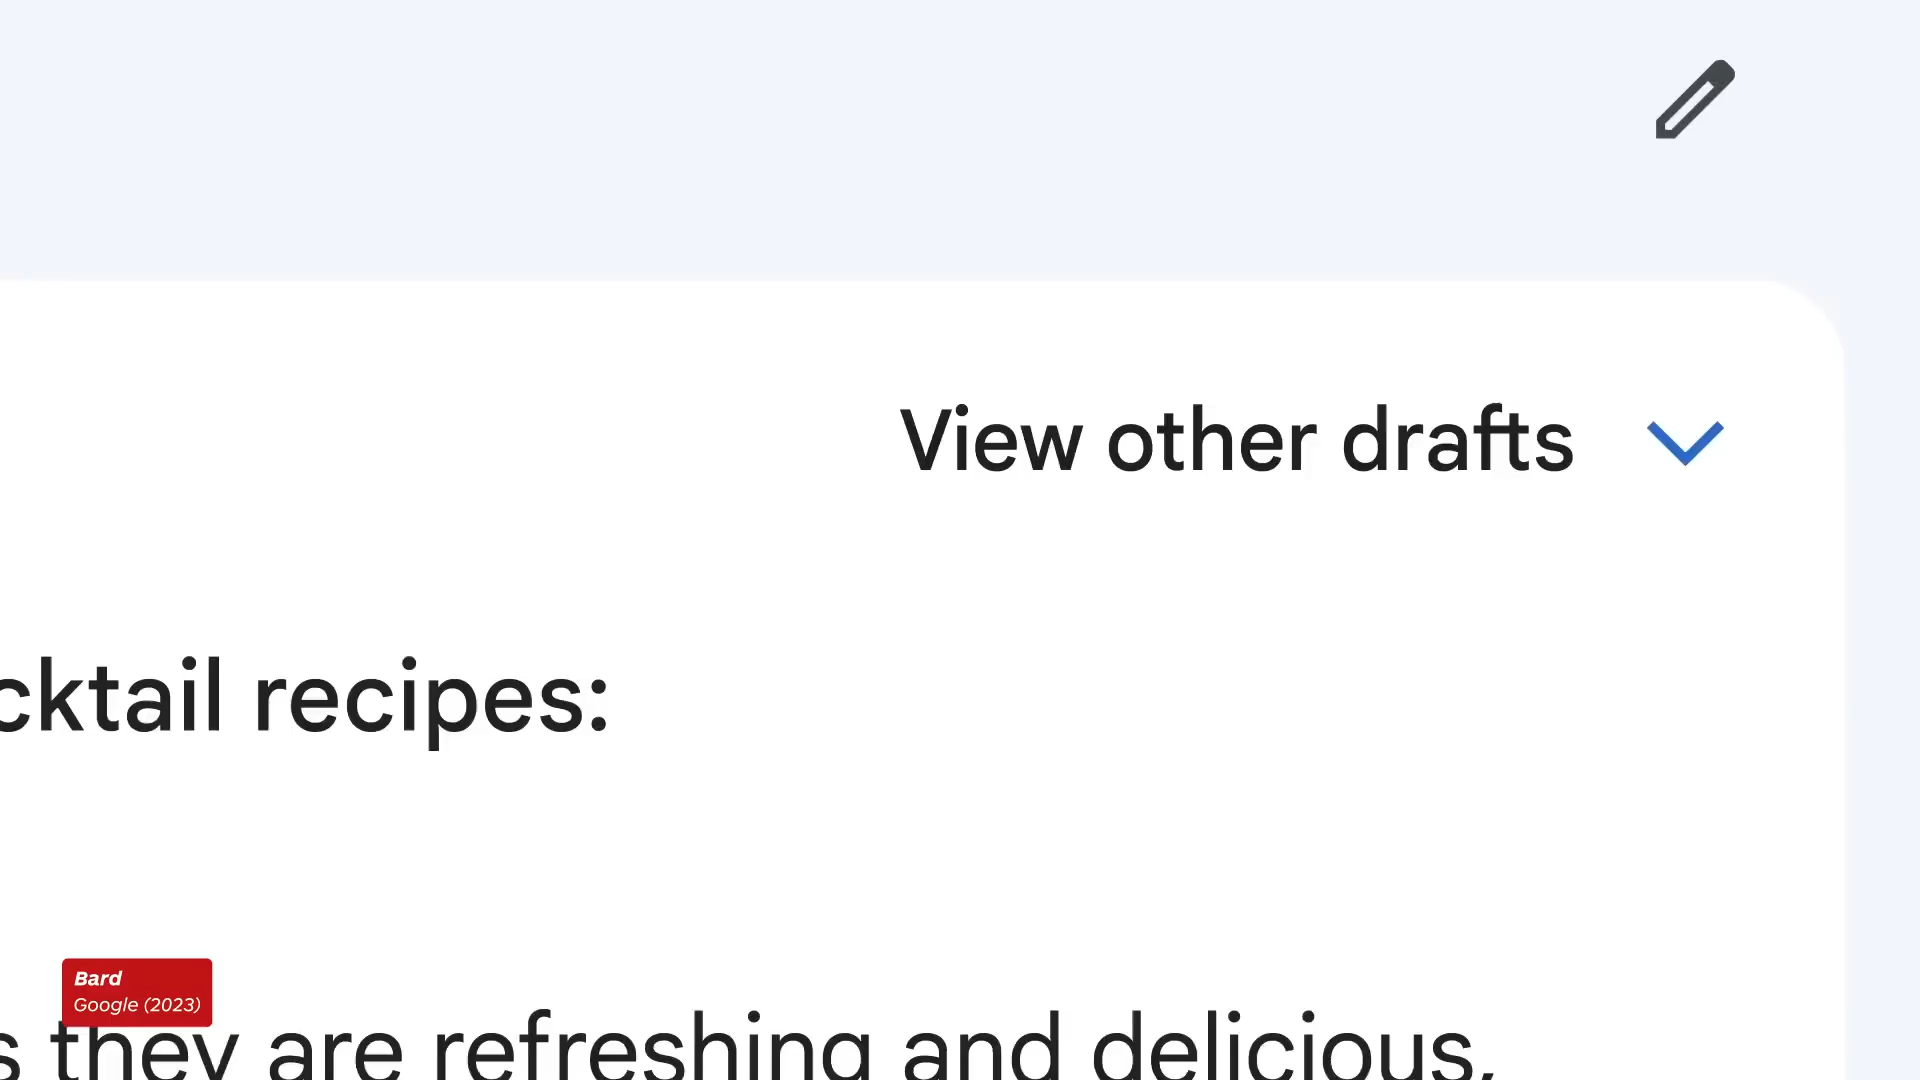 View other drafts
cktail recipes:
Bard
Google (2023)
s they are refreshing and delicious,